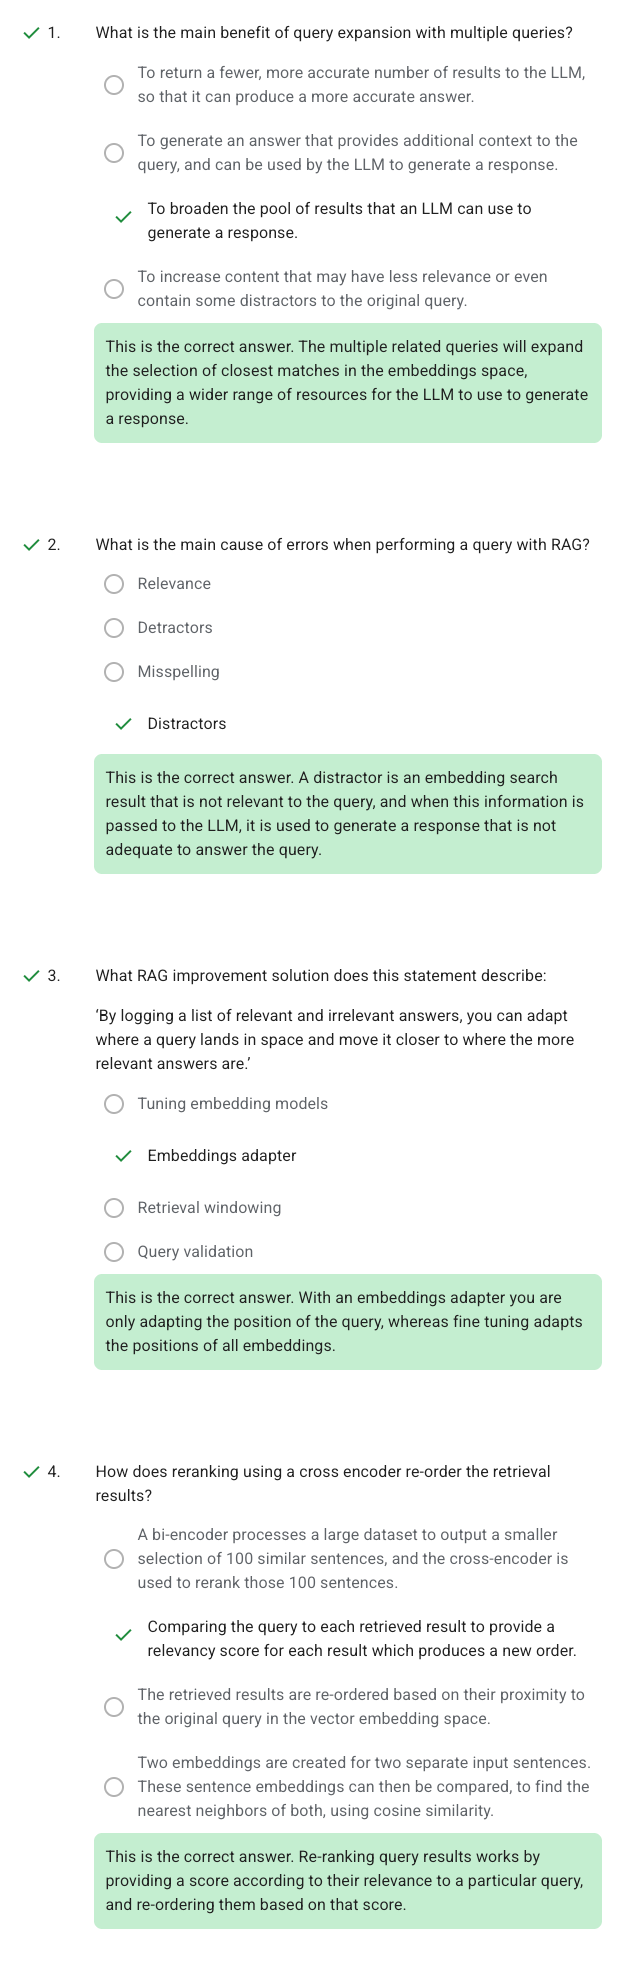 1. What is the main benefit of query expansion with multiple queries?
To return a fewer, more accurate number of results to the LLM,
so that it can produce a more accurate answer.
To generate an answer that provides additional context to the
query, and can be used by the LLM to generate a response.
To broaden the pool of results that an LLM can use to
generate a response.
To increase content that may have less relevance or even
contain some distractors to the original query.
This is the correct answer. The multiple related queries will expand
the selection of closest matches in the embeddings space,
providing a wider range of resources for the LLM to use to generate
a response.
2. What is the main cause of errors when performing a query with RAG?
Relevance
Detractors
Misspelling
Distractors
This is the correct answer. A distractor is an embedding search
result that is not relevant to the query, and when this information is
passed to the LLM, it is used to generate a response that is not
adequate to answer the query.
3. What RAG improvement solution does this statement describe:
‘By logging a list of relevant and irrelevant answers, you can adapt
where a query lands in space and move it closer to where the more
relevant answers are.’
Tuning embedding models
Embeddings adapter
Retrieval windowing
Query validation
This is the correct answer. With an embeddings adapter you are
only adapting the position of the query, whereas fine tuning adapts
the positions of all embeddings.
4. How does reranking using a cross encoder re-order the retrieval
results?
A bi-encoder processes a large dataset to output a smaller
selection of 100 similar sentences, and the cross-encoder is
used to rerank those 100 sentences.
Comparing the query to each retrieved result to provide a
relevancy score for each result which produces a new order.
The retrieved results are re-ordered based on their proximity to
the original query in the vector embedding space.
Two embeddings are created for two separate input sentences.
These sentence embeddings can then be compared, to find the
nearest neighbors of both, using cosine similarity.
This is the correct answer. Re-ranking query results works by
providing a score according to their relevance to a particular query,
and re-ordering them based on that score.